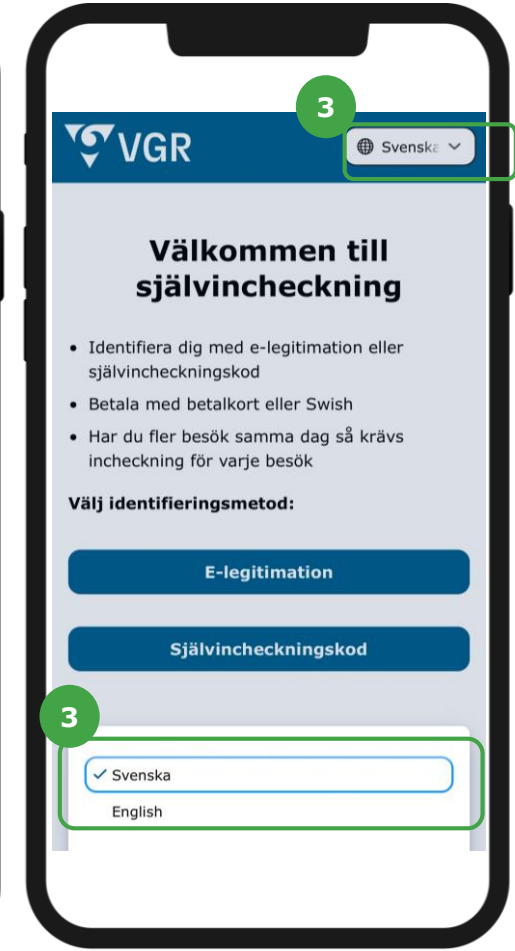 3
VGR
Svenska
Välkommen till
självincheckning
• Identifiera dig med e-legitimation eller
självincheckningskod
• Betala med betalkort eller Swish
• Har du fler besök samma dag så krävs
incheckning för varje besök
Välj identifieringsmetod:
E-legitimation
Självincheckningskod
3
Svenska
English